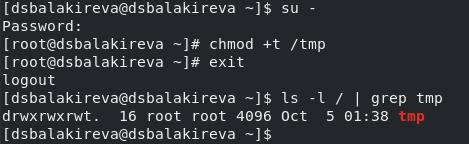 [dsbalakireva@dsbalakireva ~]$ su -
Password:
[root@dsbalakireva ~]# chmod +t /tmp
[root@dsbalakireva ~]# exit
logout
[dsbalakireva@dsbalakireva ~]$ ls -l / | grep tmp
drwxrwxrwt.  16 root root 4096 Oct  5 01:38 tmp
[dsbalakireva@dsbalakireva ~]$